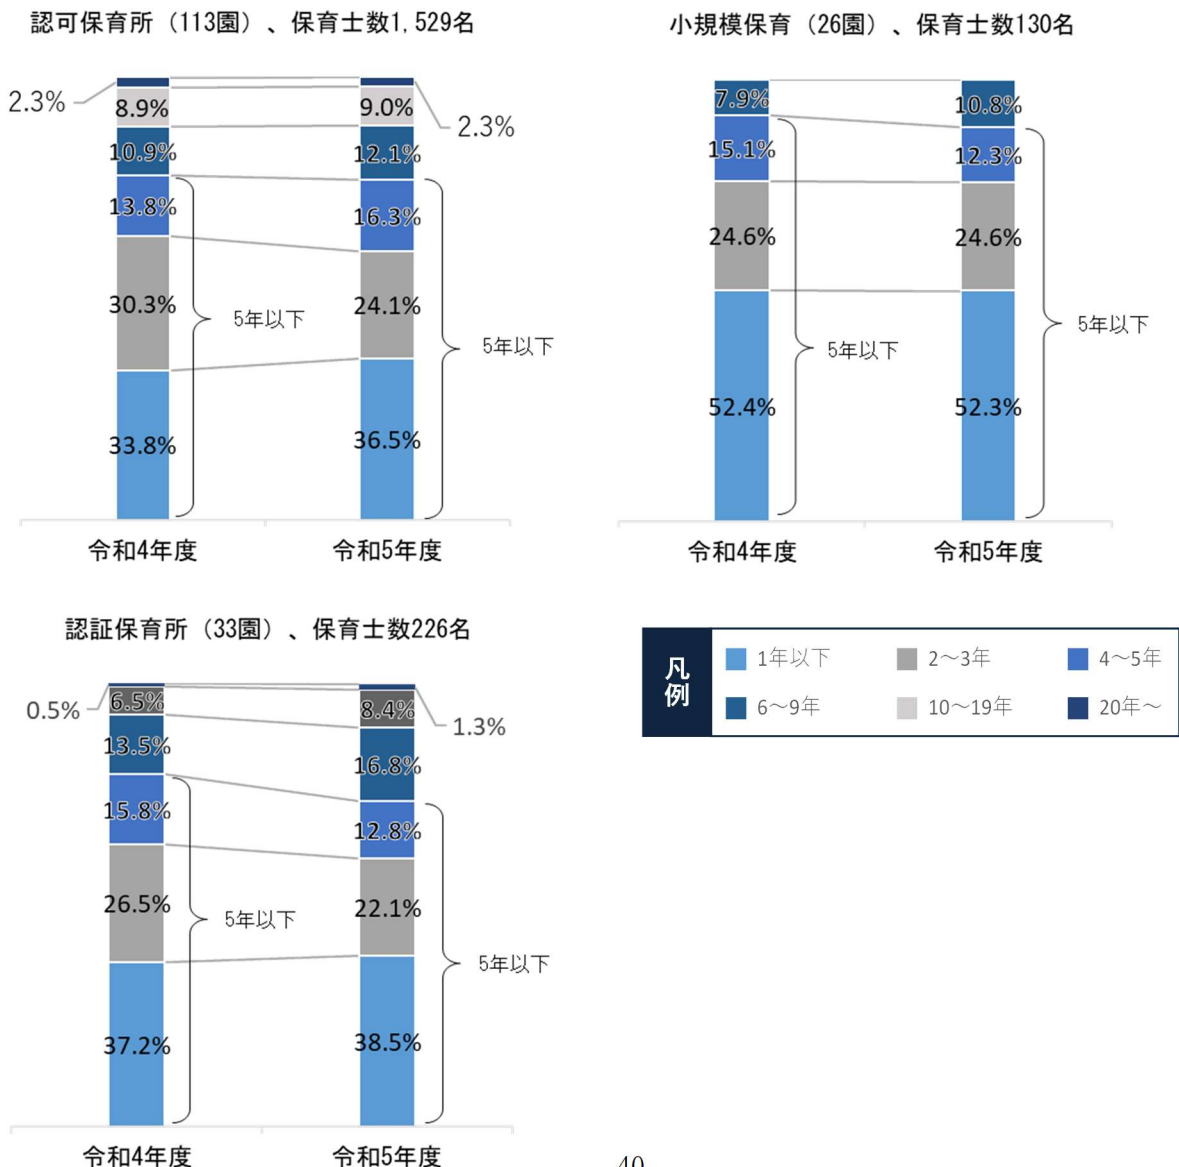 認可保育所（113園）、保育士数1,529名
2.3%
8.9%
10.9%
13.8%
30.3%
33.8%
5年以下
9.0%
2.3%
12.1%
16.3%
24.1%
36.5%
5年以下
令和4年度
令和5年度
小規模保育（26園）、保育士数130名
7.9%
15.1%
24.6%
52.4%
5年以下
10.8%
12.3%
24.6%
52.3%
5年以下
令和4年度
令和5年度
認証保育所（33園）、保育士数226名
0.5%
6.5%
13.5%
15.8%
26.5%
37.2%
5年以下
8.4%
1.3%
16.8%
12.8%
22.1%
38.5%
5年以下
令和4年度
令和5年度
凡例
1年以下
2～3年
4～5年
6～9年
10～19年
20年～
40